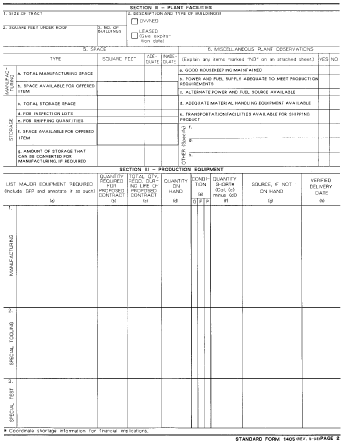 SECTION II - PLANT FACILITIES
1. SIZE OF TRACT
2. SQUARE FEET UNDER ROOF
3. NO. OF BUILDINGS
4. DESCRIPTION AND TYPE OF BUILDING(S)
OWNED
LEASED
(Give expiration date)
5. SPACE
6. MISCELLANEOUS PLANT OBSERVATIONS
TYPE
SQUARE FEET
ADEQUATE
INADEQUATE
(Explain any items marked "NO" on an attached sheet)
YES
NO
MANUFACTURING
a. TOTAL MANUFACTURING SPACE
b. SPACE AVAILABLE FOR OFFERED ITEM
STORAGE
c. TOTAL STORAGE SPACE
d. FOR INSPECTION LOTS
e. FOR SHIPPING QUANTITIES
f. SPACE AVAILABLE FOR OFFERED ITEM
g. AMOUNT OF STORAGE THAT CAN BE CONVERTED FOR MANUFACTURING, IF REQUIRED
a. GOOD HOUSEKEEPING MAINTAINED
b. POWER AND FUEL SUPPLY ADEQUATE TO MEET PRODUCTION REQUIREMENTS
c. ALTERNATE POWER AND FUEL SOURCE AVAILABLE
d. ADEQUATE MATERIAL HANDLING EQUIPMENT AVAILABLE
e. TRANSPORTATION FACILITIES AVAILABLE FOR SHIPPING PRODUCT
OTHER (Specify)
f.
SECTION III - PRODUCTION EQUIPMENT
LIST MAJOR EQUIPMENT REQUIRED
(Include GFP and annotate it as such)
(a)
QUANTITY REQUIRED FOR PROPOSED CONTRACT
(b)
TOTAL QTY. REQD. DURING LIFE OF PROPOSED CONTRACT
(c)
QUANTITY ON HAND
(d)
CONDITION
(e)
G F P
QUANTITY SHORT*
(Col. (c) minus (d))
(f)
SOURCE, IF NOT ON HAND
(g)
VERIFIED DELIVERY DATE
(h)
1.
MANUFACTURING
2.
SPECIAL TOOLING
3.
SPECIAL TEST
* Coordinate shortage information for financial implications.
STANDARD FORM 1405 (REV. 9-88) PAGE 2